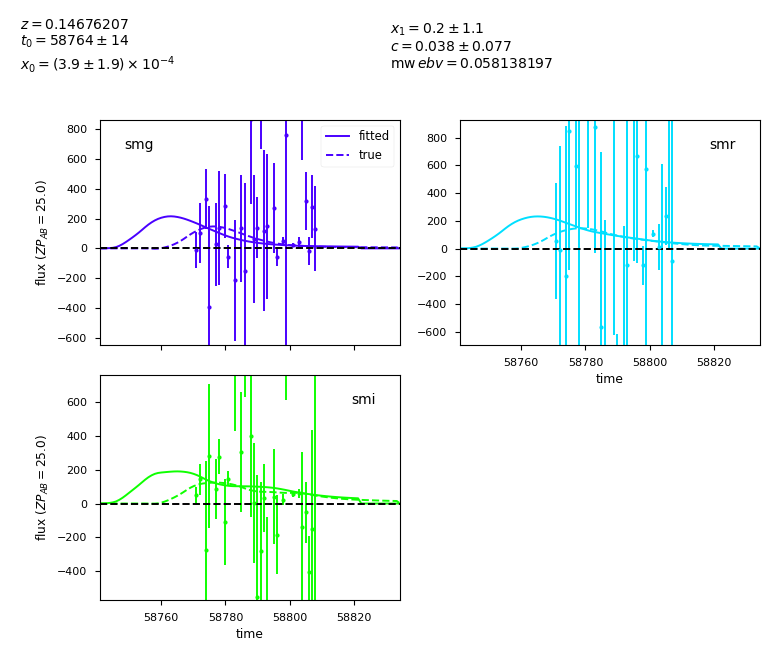 z = 0.14676207
t₀ = 58764 ± 14
x₀ = (3.9 ± 1.9) × 10⁻⁴
x₁ = 0.2 ± 1.1
c = 0.038 ± 0.077
mw ebv = 0.058138197
smg
fitted
true
800
600
400
200
0
−200
−400
−600
flux (ZP_AB = 25.0)
smr
800
600
400
200
0
−200
−400
−600
58760 58780 58800 58820
time
smi
600
400
200
0
−200
−400
flux (ZP_AB = 25.0)
58760 58780 58800 58820
time